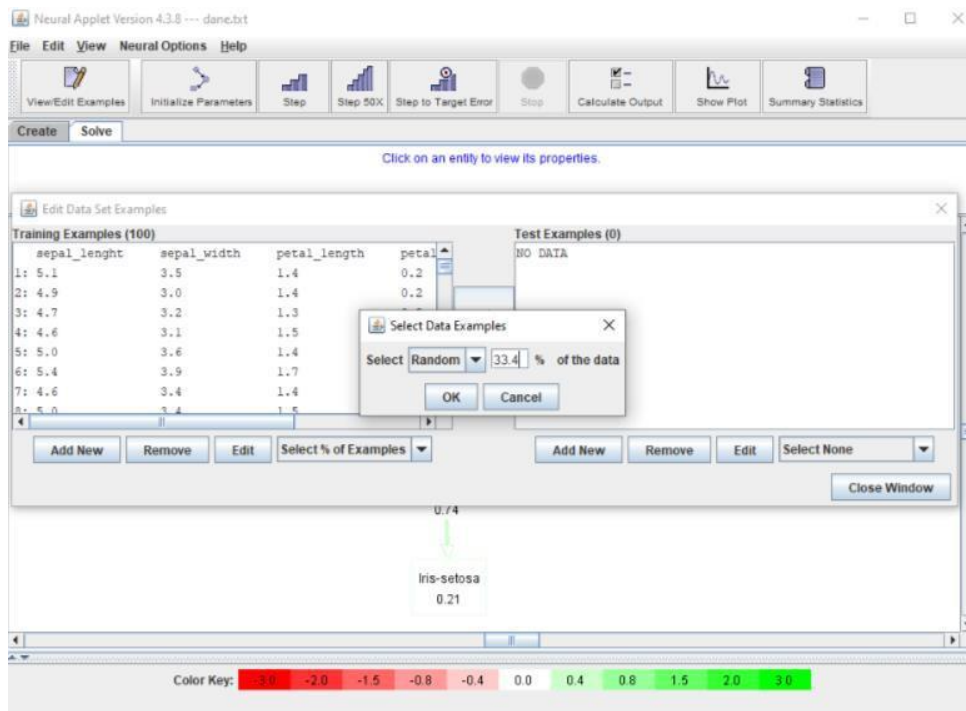 Neural Applet Version 4.3.8 --- dane.txt
File Edit View Neural Options Help
View/Edit Examples Initialize Parameters Step Step 50X Step to Target Error Stop Calculate Output Show Plot Summary Statistics
Create Solve
Click on an entity to view its properties.
Edit Data Set Examples
Training Examples (100)
sepal_lenght sepal_width petal_length petal
1: 5.1 3.5 1.4 0.2
2: 4.9 3.0 1.4 0.2
3: 4.7 3.2 1.3
4: 4.6 3.1 1.5
5: 5.0 3.6 1.4
6: 5.4 3.9 1.7
7: 4.6 3.4 1.4
8: 5.0 3.4 1.5
Add New Remove Edit Select % of Examples
Test Examples (0)
NO DATA
Add New Remove Edit Select None
Close Window
Select Data Examples
Select Random 33.4 % of the data
OK Cancel
0.74
Iris-setosa
0.21
Color Key: -3.0 -2.0 -1.5 -0.8 -0.4 0.0 0.4 0.8 1.5 2.0 3.0